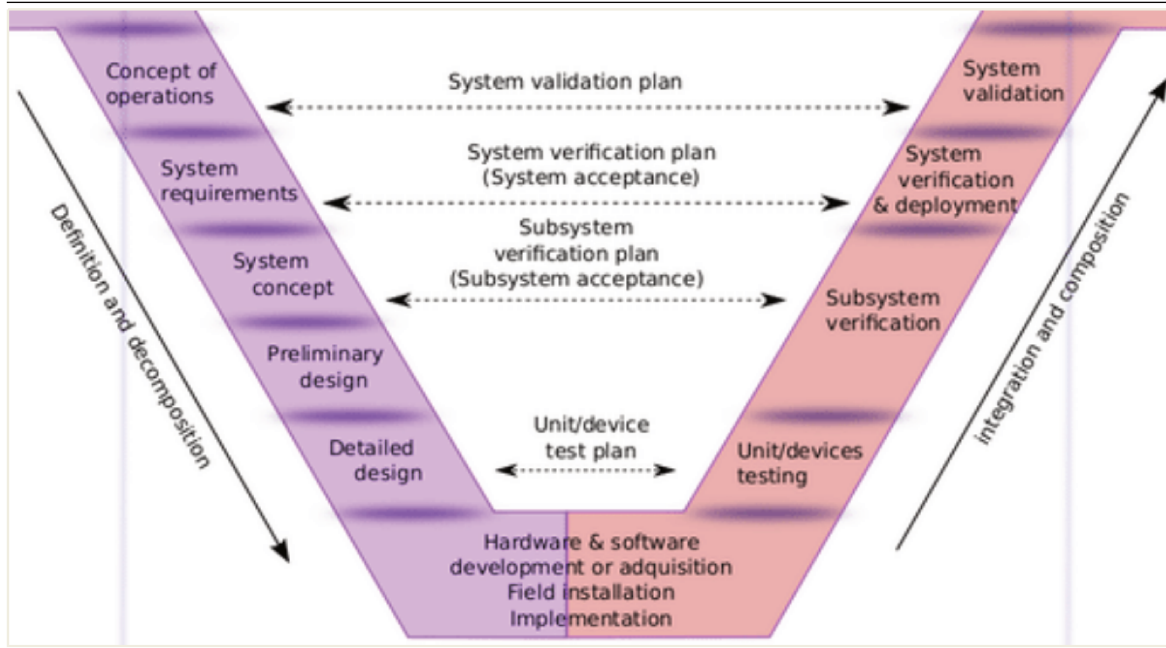 Concept of
operations
System validation plan
System
validation
System
requirements
System verification plan
(System acceptance)
System
verification
& deployment
Definition and decomposition
System
concept
Subsystem
verification plan
(Subsystem acceptance)
Subsystem
verification
integration and composition
Preliminary
design
Detailed
design
Unit/device
test plan
Unit/devices
testing
Hardware & software
development or adquisition
Field installation
Implementation